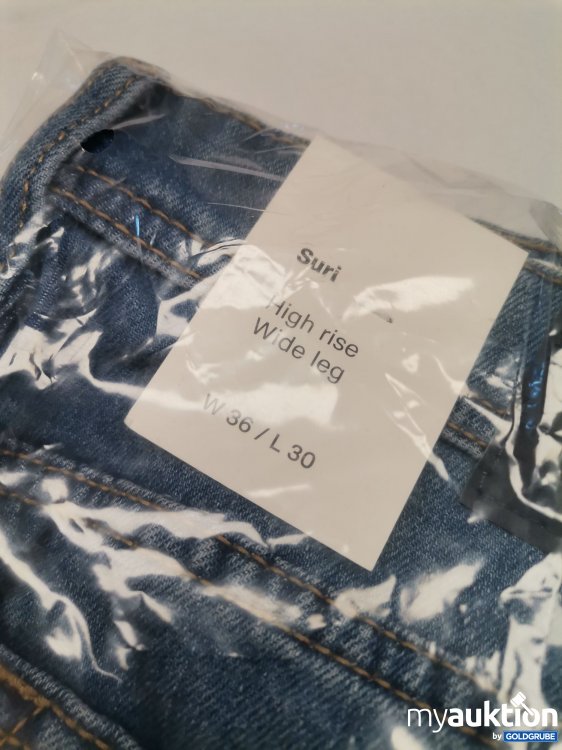 Suri
High rise
Wide leg
W 36 / L 30
myauktion
by GOLDGRUBE